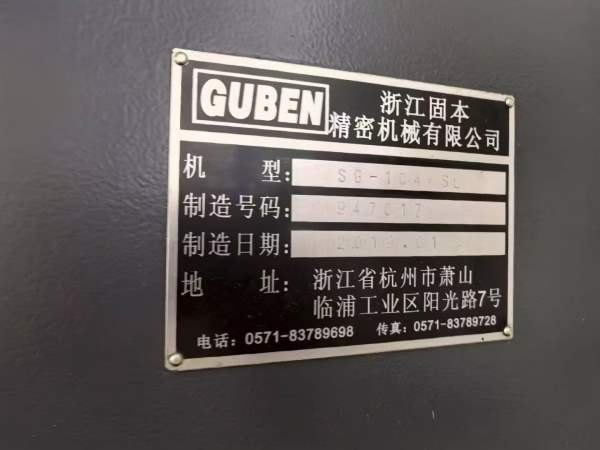 GUBEN
浙江固本
精密机械有限公司
机 型:
制造号码:
制造日期:
地 址: 浙江省杭州市萧山
临浦工业区阳光路7号
电话: 0571-83789698 传真: 0571-83789728